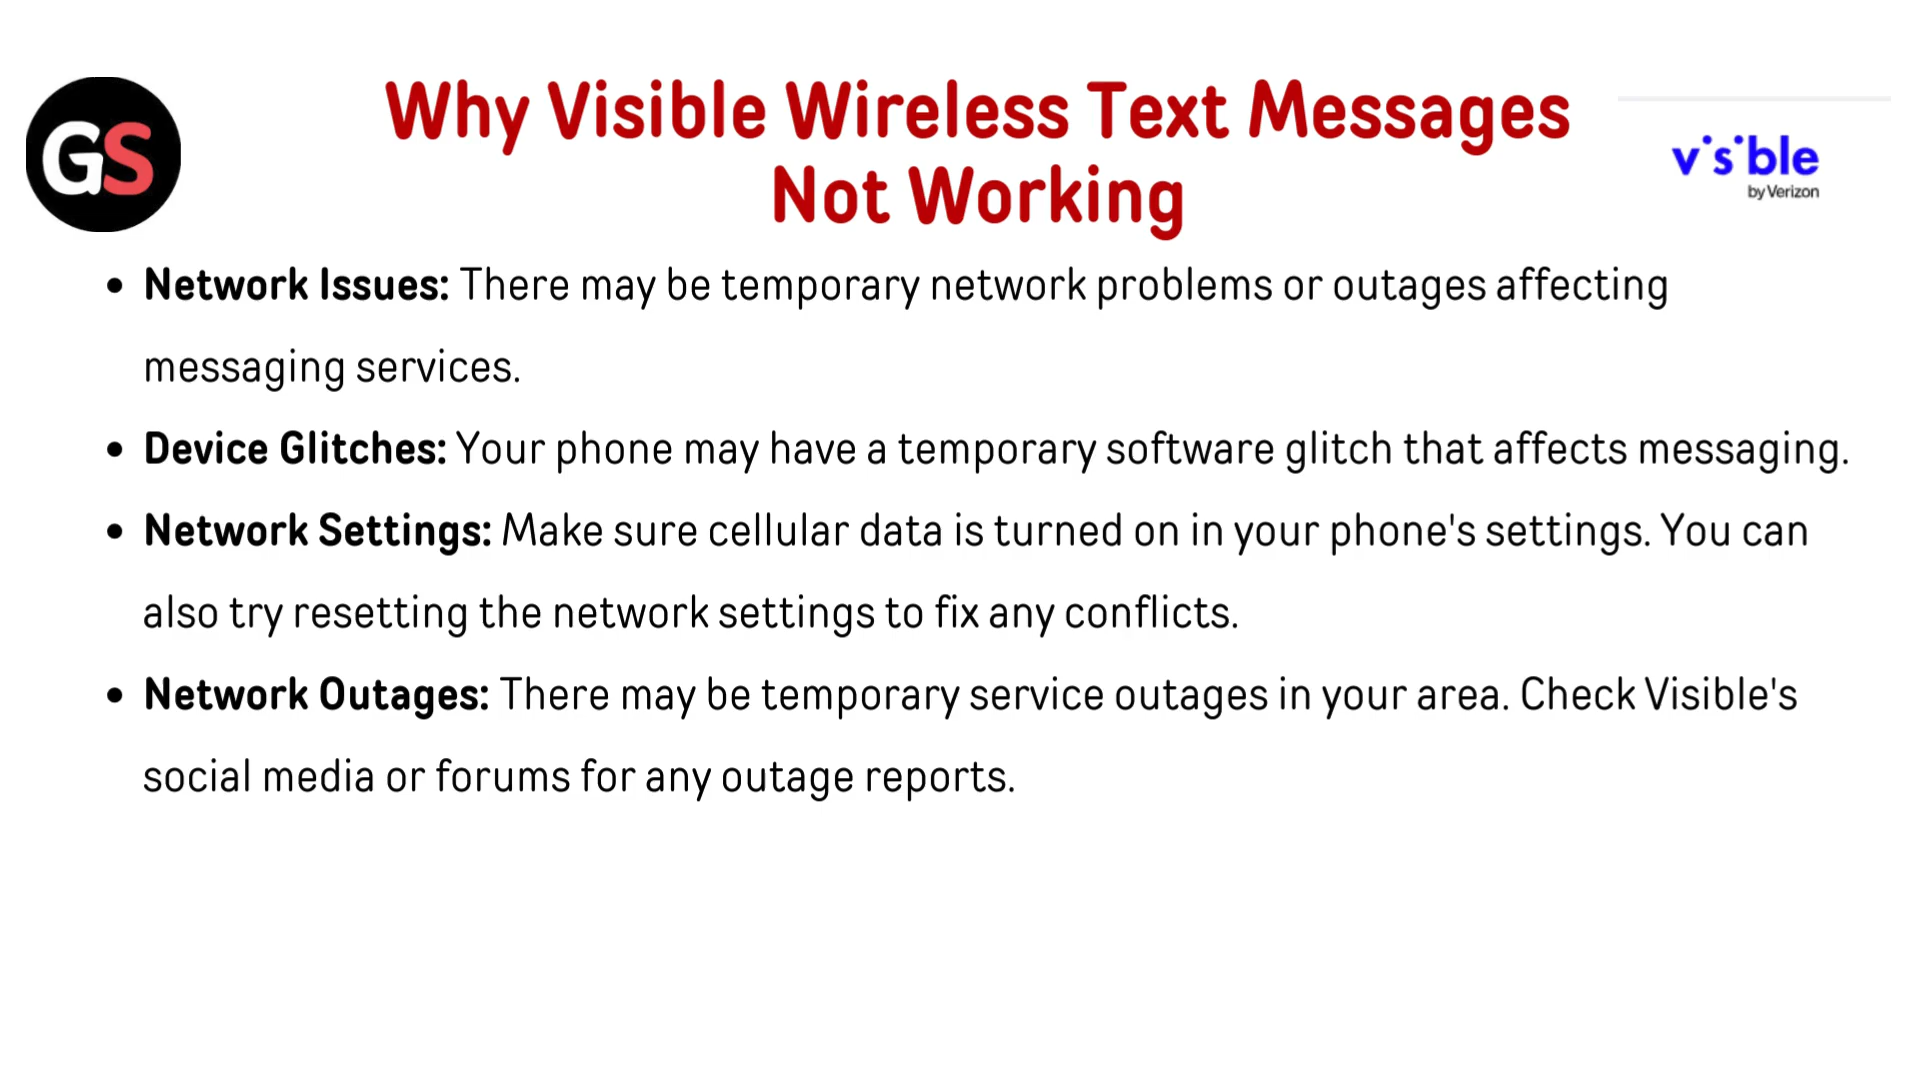 GS
Why Visible Wireless Text Messages
Not Working
visible
by Verizon
• Network Issues: There may be temporary network problems or outages affecting
messaging services.
• Device Glitches: Your phone may have a temporary software glitch that affects messaging.
• Network Settings: Make sure cellular data is turned on in your phone's settings. You can
also try resetting the network settings to fix any conflicts.
• Network Outages: There may be temporary service outages in your area. Check Visible's
social media or forums for any outage reports.